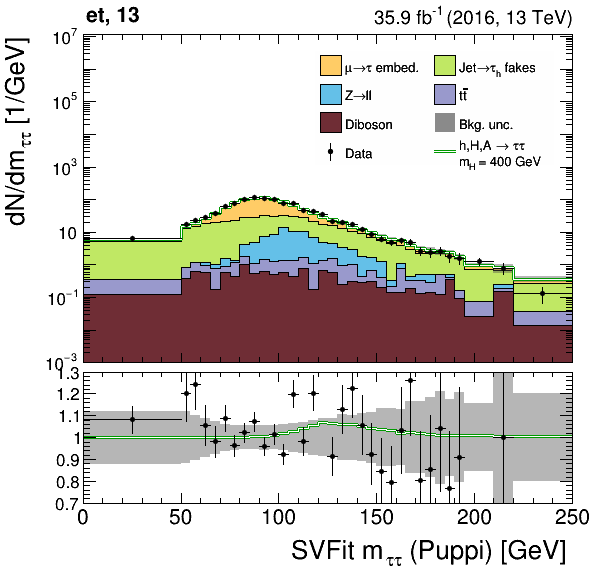 et, 13
35.9 fb⁻¹ (2016, 13 TeV)
dN/dm_ττ [1/GeV]
10⁷
10⁵
10³
10
10⁻¹
10⁻³
μ→τ embed.
Jet→τ_h fakes
Z→ll
tt̄
Diboson
Bkg. unc.
Data
h,H,A → ττ
m_H = 400 GeV
1.3
1.2
1.1
1
0.9
0.8
0.7
0 50 100 150 200 250
SVFit m_ττ (Puppi) [GeV]